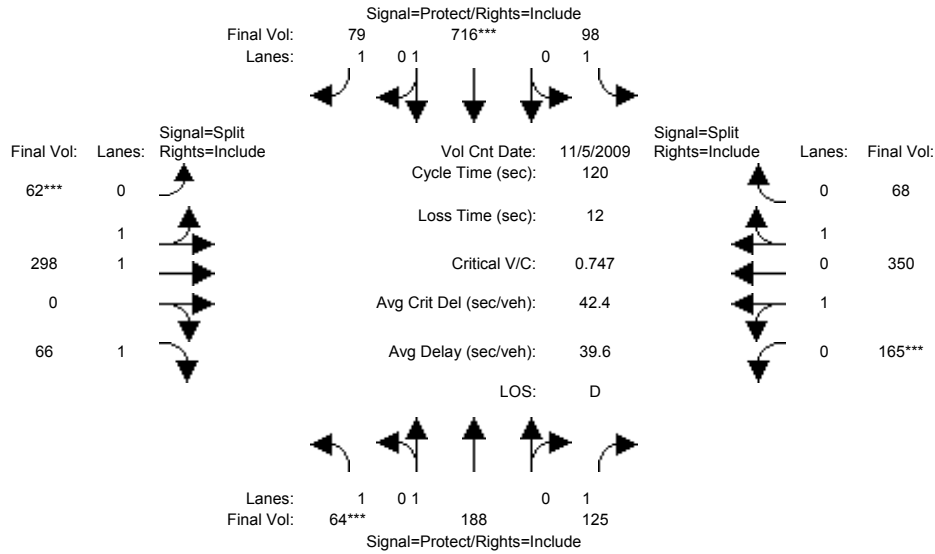 Signal=Protect/Rights=Include
Final Vol: 79 716*** 98
Lanes: 1 0 1 0 1
Signal=Split
Final Vol: Lanes: Rights=Include
Vol Cnt Date: 11/5/2009
Signal=Split
Rights=Include Lanes: Final Vol:
Cycle Time (sec): 120
62*** 0
0 68
Loss Time (sec): 12
1
1
298 1
Critical V/C: 0.747
0 350
0
Avg Crit Del (sec/veh): 42.4
1
66 1
Avg Delay (sec/veh): 39.6
0 165***
LOS: D
Lanes: 1 0 1 0 1
Final Vol: 64*** 188 125
Signal=Protect/Rights=Include